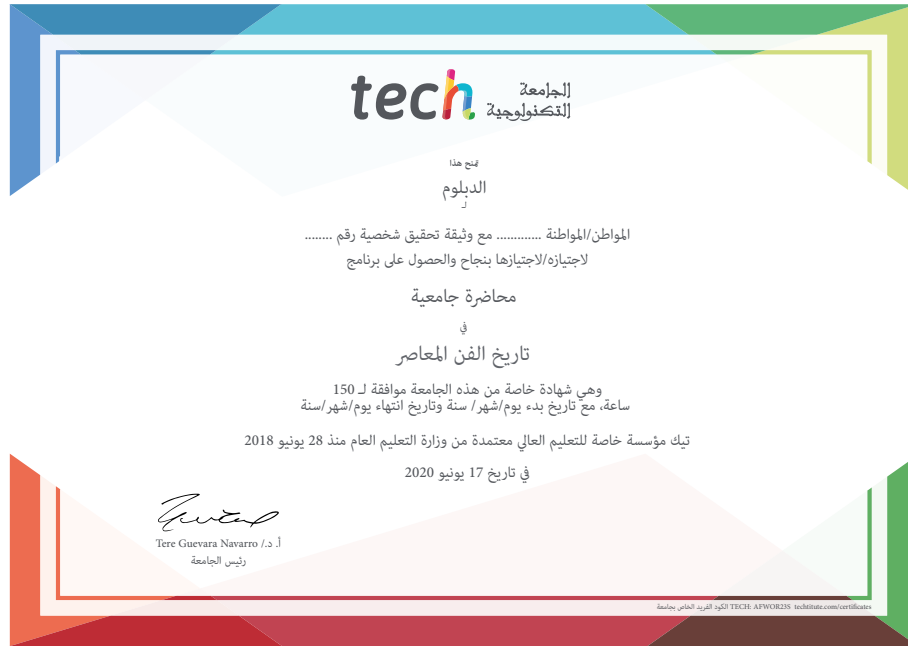 tech
الجامعة
التكنولوجية
يمنح هذا
الدبلوم
لـ
المواطن/المواطنة ............. مع وثيقة تحقيق شخصية رقم ........
لاجتيازه/لاجتيازها بنجاح والحصول على برنامج
محاضرة جامعية
في
تاريخ الفن المعاصر
وهي شهادة خاصة من هذه الجامعة موافقة لـ 150
ساعة، مع تاريخ بدء يوم/شهر/ سنة وتاريخ انتهاء يوم/شهر/سنة
تيك مؤسسة خاصة للتعليم العالي معتمدة من وزارة التعليم العام منذ 28 يونيو 2018
في تاريخ 17 يونيو 2020
أ. د./ Tere Guevara Navarro
رئيس الجامعة
الكود الفريد الخاص بجامعة TECH: AFWOR23S techtitute.com/certificates